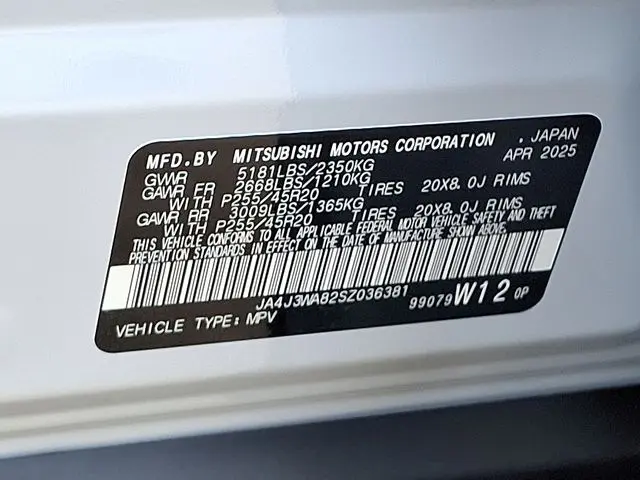 MFD.BY MITSUBISHI MOTORS CORPORATION . JAPAN
APR 2025
GVWR 5181LBS/2350KG
GAWR FR 2668LBS/1210KG
WITH P255/45R20 TIRES 20X8.0J RIMS
GAWR RR 3009LBS/1365KG
WITH P255/45R20 TIRES 20X8.0J RIMS
THIS VEHICLE CONFORMS TO ALL APPLICABLE FEDERAL MOTOR VEHICLE SAFETY AND THEFT
PREVENTION STANDARDS IN EFFECT ON THE DATE OF MANUFACTURE SHOWN ABOVE.
JA4J3WA82SZ036381
VEHICLE TYPE: MPV 99079 W12 0P